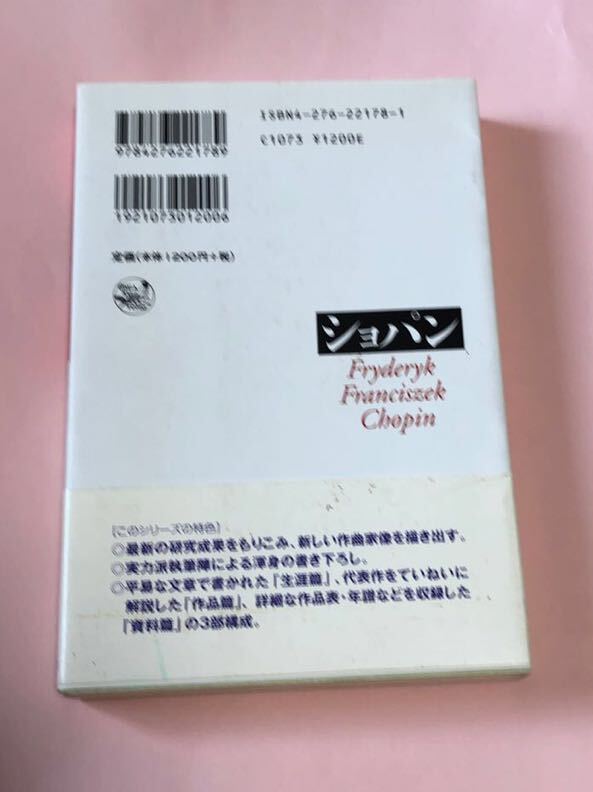 ISBN4-276-22178-1
C1073 ¥1200E
9784276221789
1921073012006
定価(本体1200円+税)
ショパン
Fryderyk
Franciszek
Chopin
[このシリーズの特色]
○最新の研究成果をもりこみ、新しい作曲家像を描き出す。
○実力派執筆陣による渾身の書き下ろし。
○平易な文章で書かれた『生涯篇』、代表作をていねいに
解説した『作品篇』、詳細な作品表・年譜などを収録した
『資料篇』の3部構成。